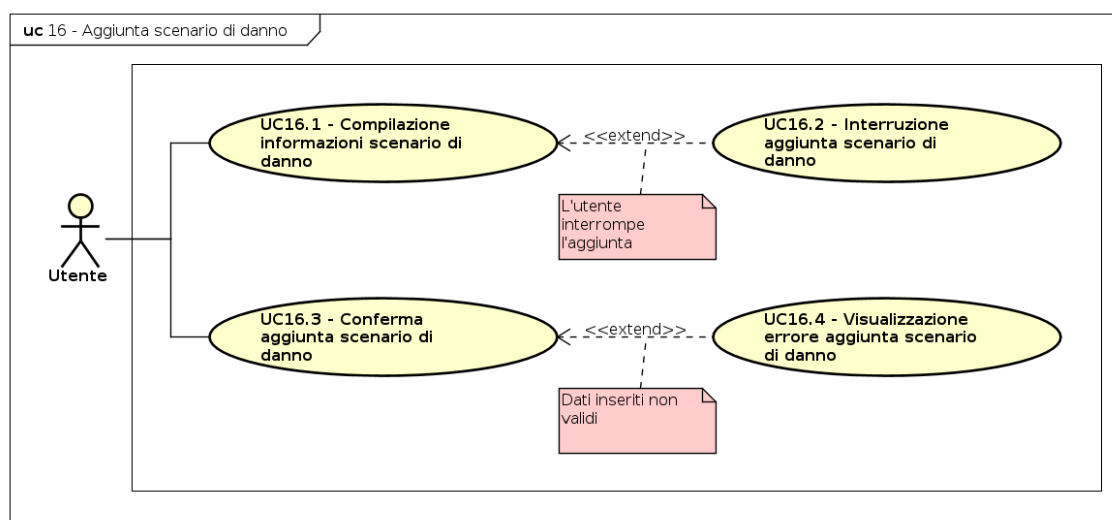 uc 16 - Aggiunta scenario di danno
UC16.1 - Compilazione
informazioni scenario di
danno
<<extend>>
UC16.2 - Interruzione
aggiunta scenario di
danno
L'utente
interrompe
l'aggiunta
Utente
UC16.3 - Conferma
aggiunta scenario di
danno
<<extend>>
UC16.4 - Visualizzazione
errore aggiunta scenario
di danno
Dati inseriti non
validi